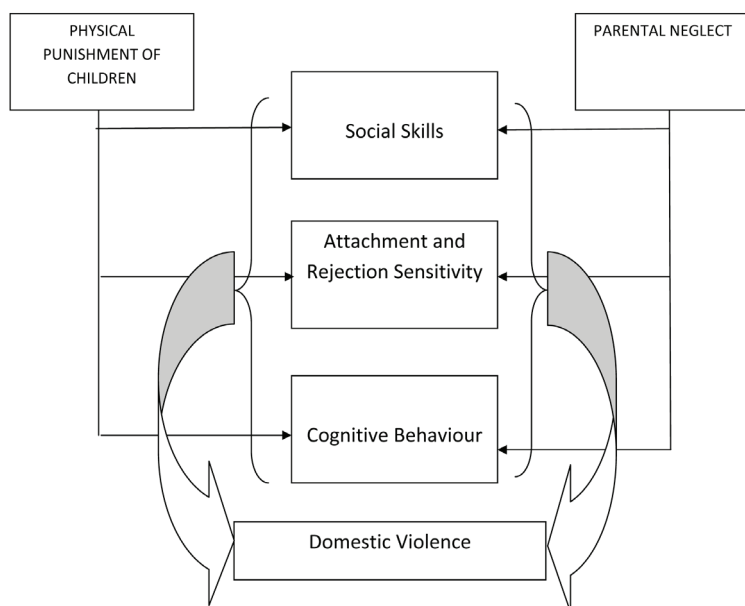 PHYSICAL
PUNISHMENT OF
CHILDREN
PARENTAL NEGLECT
Social Skills
Attachment and
Rejection Sensitivity
Cognitive Behaviour
Domestic Violence